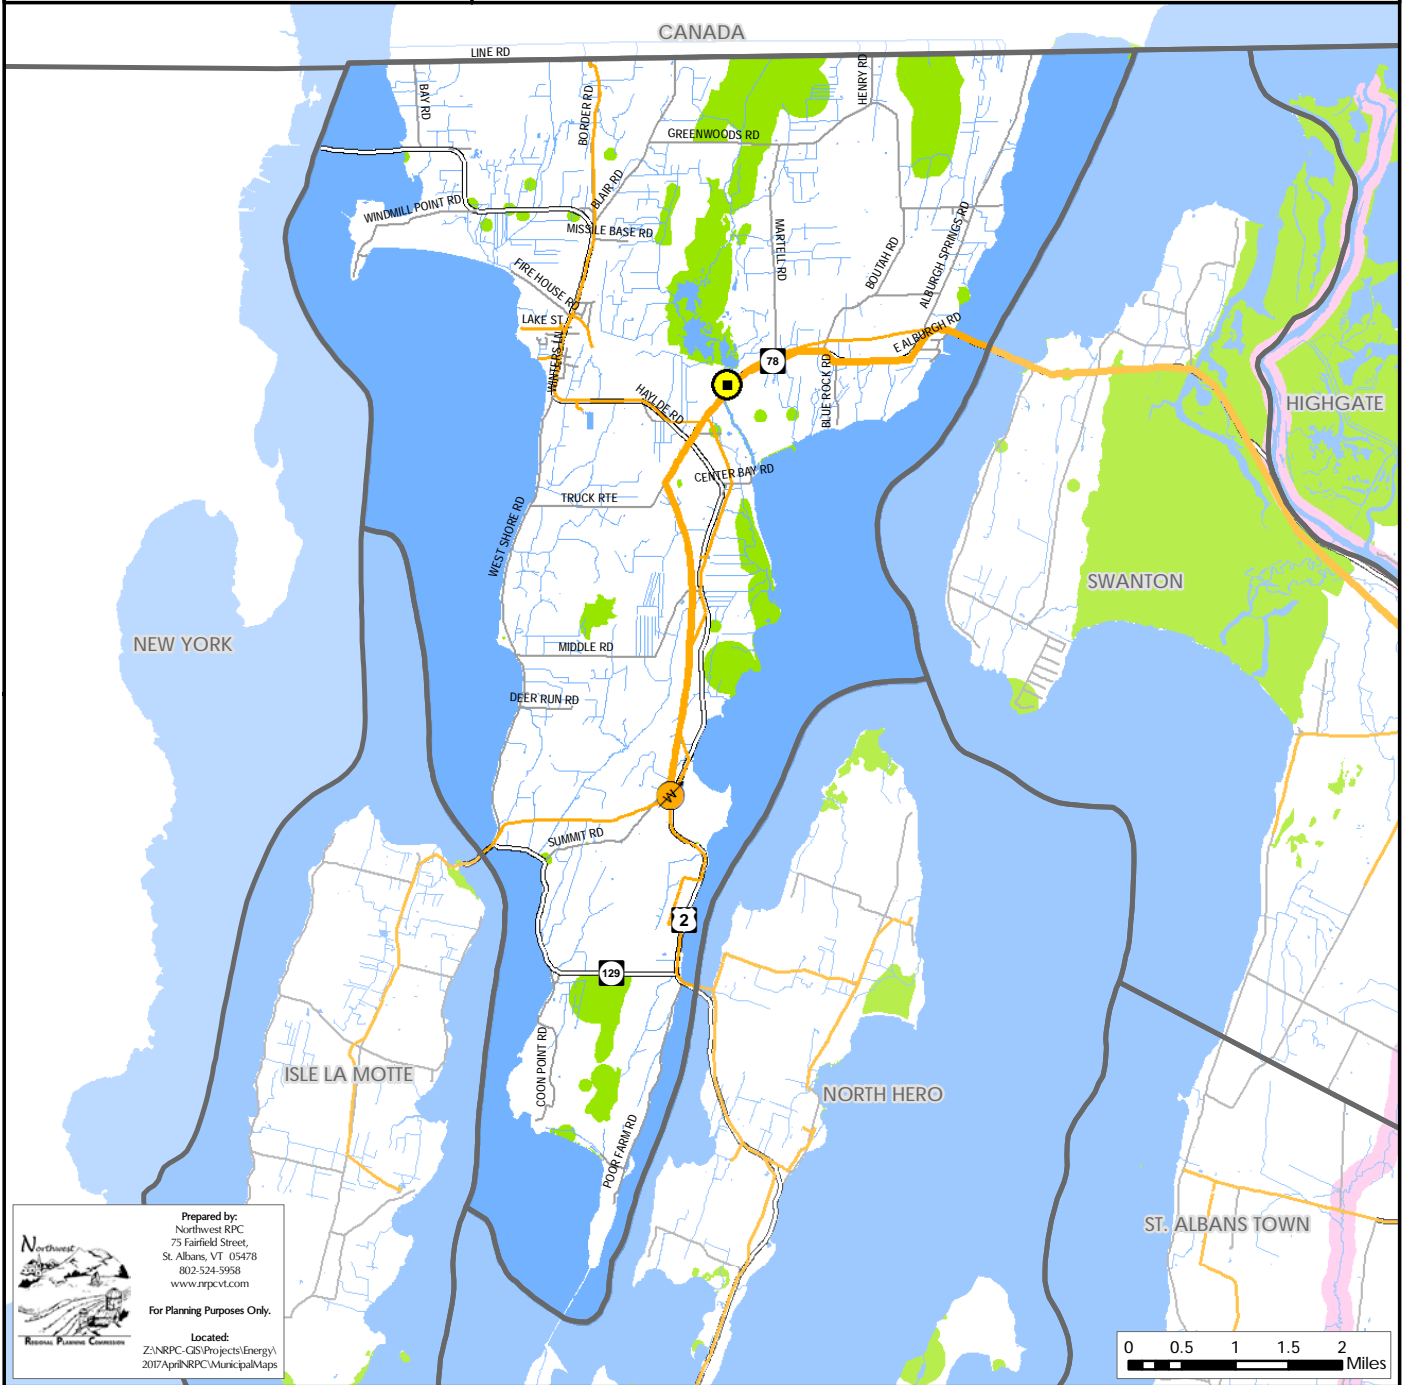 CANADA
LINE RD
BAY RD
BORDER RD
HENRY RD
GREENWOODS RD
BLAIR RD
WINDMILL POINT RD
MISSILE BASE RD
MARTELL RD
BOUTAH RD
ALBURGH SPRINGS RD
FIRE HOUSE RD
LAKE ST
E ALBURGH RD
WINTERS LN
78
BLUE ROCK RD
HAYLDE RD
HIGHGATE
CENTER BAY RD
TRUCK RTE
WEST SHORE RD
SWANTON
NEW YORK
MIDDLE RD
DEER RUN RD
W
SUMMIT RD
2
129
COON POINT RD
ISLE LA MOTTE
NORTH HERO
POOR FARM RD
ST. ALBANS TOWN
Northwest
REGIONAL PLANNING COMMISSION
Prepared by:
Northwest RPC
75 Fairfield Street,
St. Albans, VT 05478
802-524-5958
www.nrpcvt.com
For Planning Purposes Only.
Located:
Z:\NRPC-GIS\Projects\Energy\
2017AprilNRPC\MunicipalMaps
0 0.5 1 1.5 2
Miles